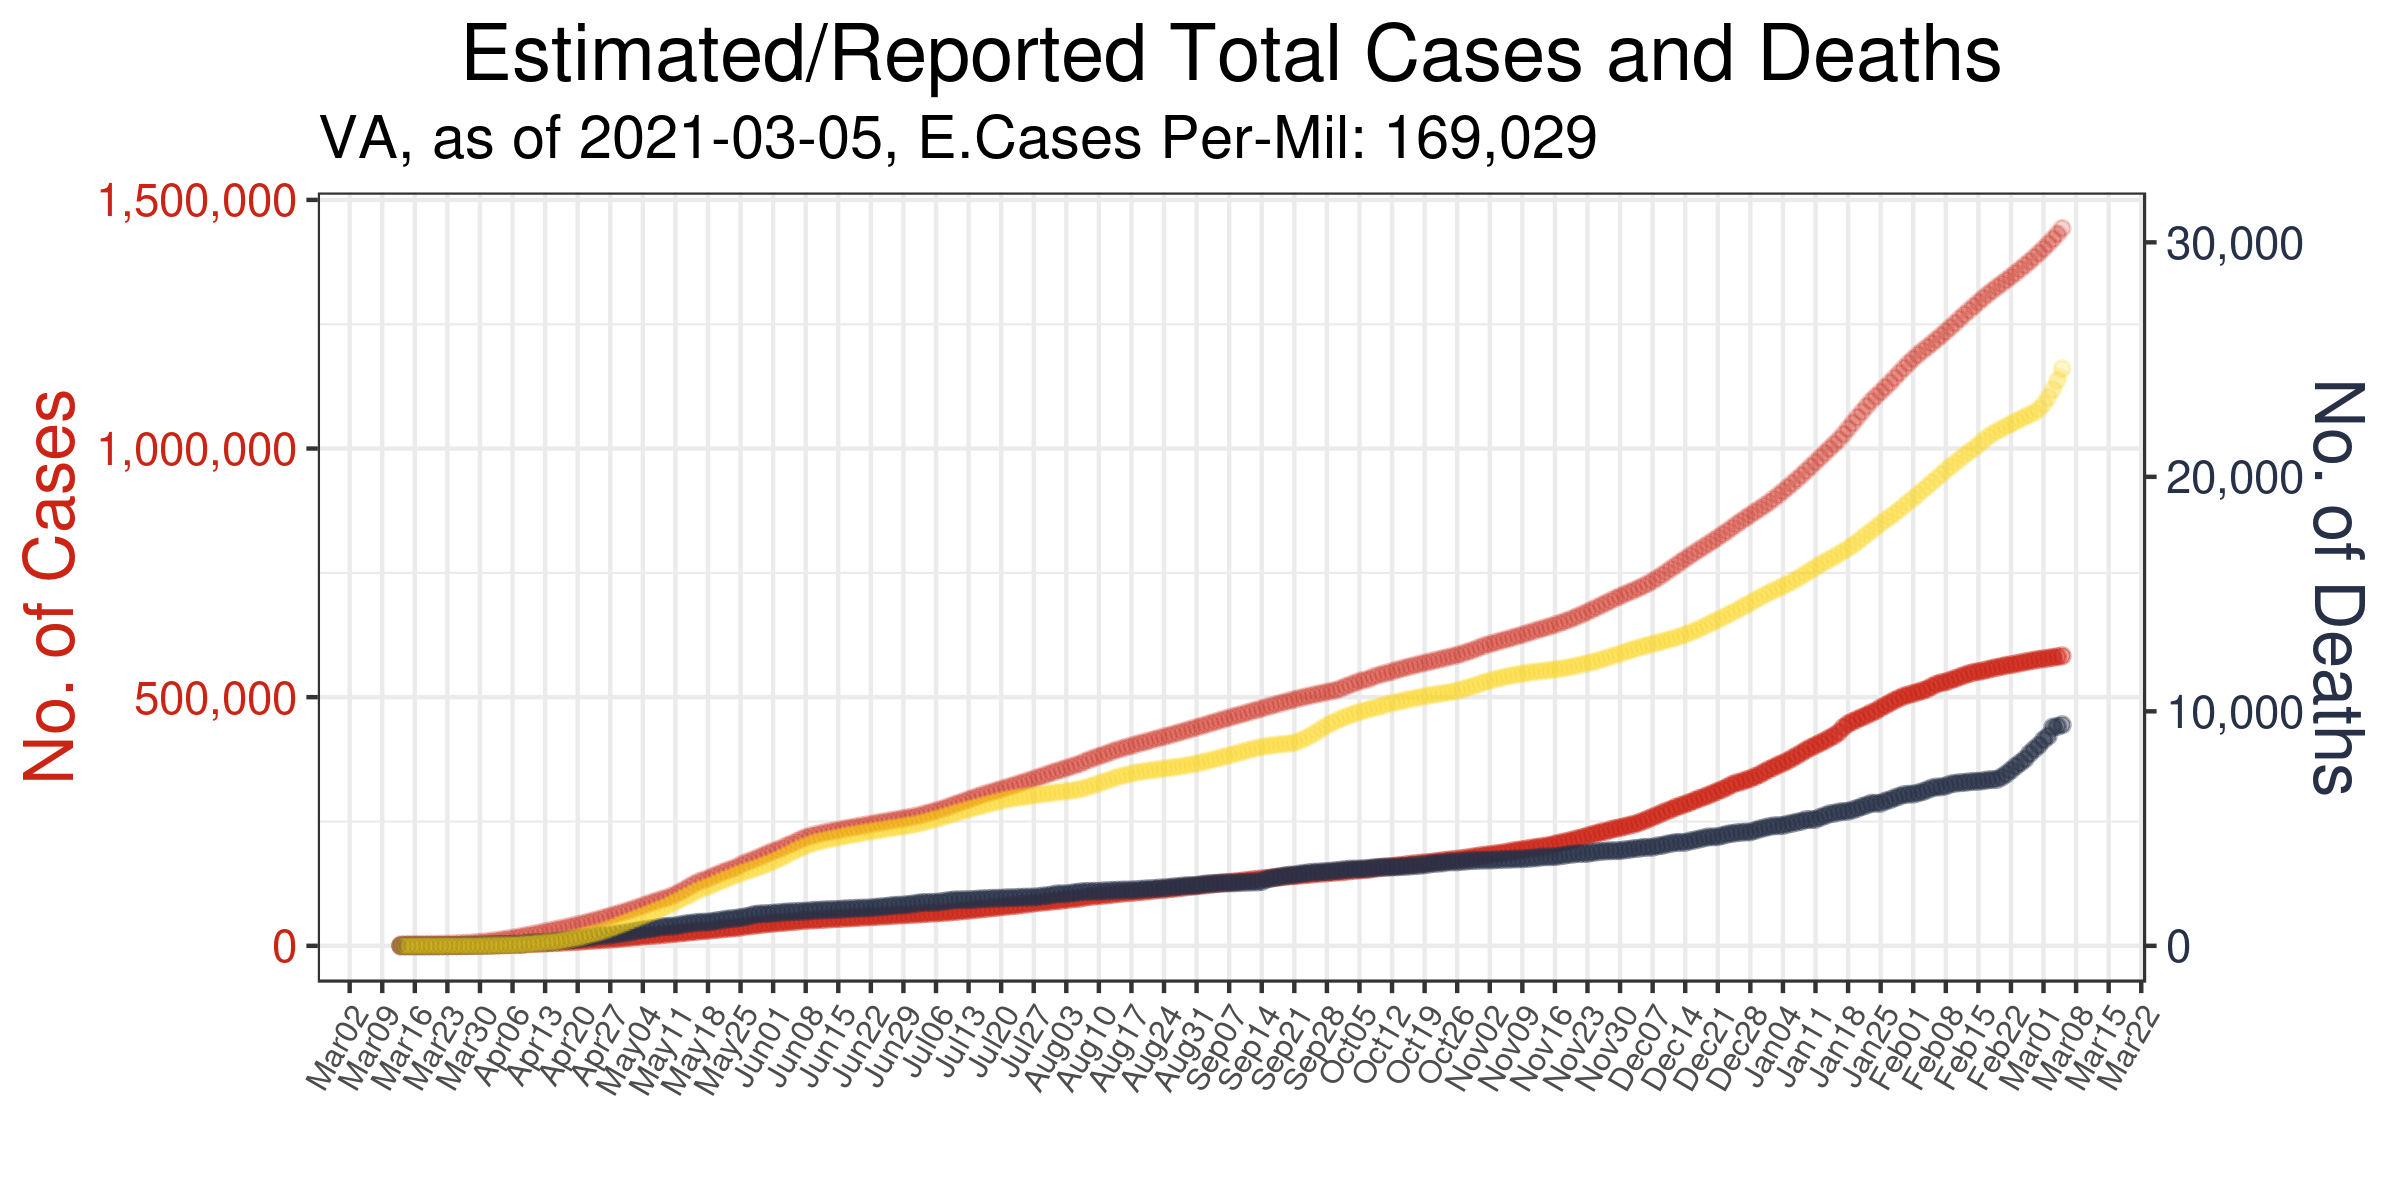 Estimated/Reported Total Cases and Deaths
VA, as of 2021-03-05, E.Cases Per-Mil: 169,029
No. of Cases
1,500,000
1,000,000
500,000
0
30,000
20,000
10,000
0
No. of Deaths
Mar02
Mar09
Mar16
Mar23
Mar30
Apr06
Apr13
Apr20
Apr27
May04
May11
May18
May25
Jun01
Jun08
Jun15
Jun22
Jun29
Jul06
Jul13
Jul20
Jul27
Aug03
Aug10
Aug17
Aug24
Aug31
Sep07
Sep14
Sep21
Sep28
Oct05
Oct12
Oct19
Oct26
Nov02
Nov09
Nov16
Nov23
Nov30
Dec07
Dec14
Dec21
Dec28
Jan04
Jan11
Jan18
Jan25
Feb01
Feb08
Feb15
Feb22
Mar01
Mar08
Mar15
Mar22